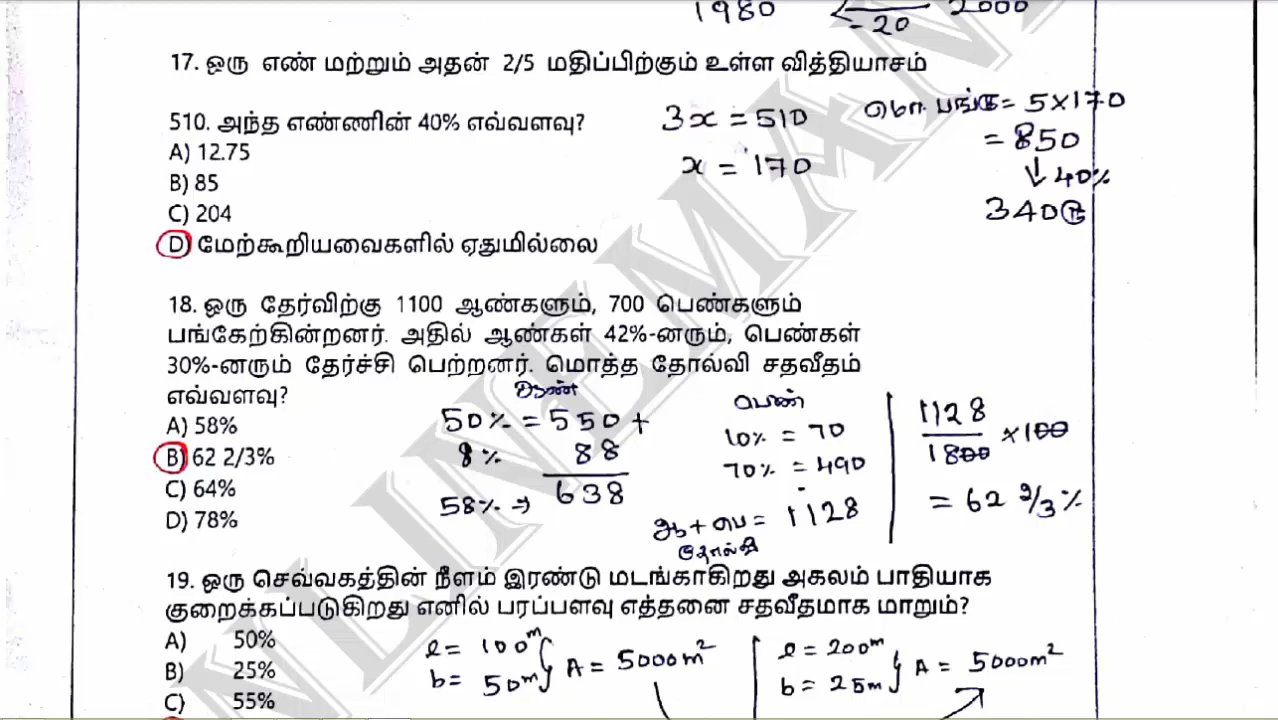 1980 -20 2000
17. ஒரு எண் மற்றும் அதன் 2/5 மதிப்பிற்கும் உள்ள வித்தியாசம்
510. அந்த எண்ணின் 40% எவ்வளவு?
A) 12.75
B) 85
C) 204
D) மேற்கூறியவைகளில் ஏதுமில்லை
3x = 510
x = 170
மொ. பங்கு = 5×170
= 850
↓ 40%
340
18. ஒரு தேர்விற்கு 1100 ஆண்களும், 700 பெண்களும்
பங்கேற்கின்றனர். அதில் ஆண்கள் 42%-னரும், பெண்கள்
30%-னரும் தேர்ச்சி பெற்றனர். மொத்த தோல்வி சதவீதம்
எவ்வளவு?
A) 58%
B) 62 2/3%
C) 64%
D) 78%
ஆண்
50% = 550 +
8% 88
58% → 638
பெண்
10% = 70
70% = 490
ஆ + பெ = 1128
தோல்வி
1128
1800 ×100
= 62 2/3 %
19. ஒரு செவ்வகத்தின் நீளம் இரண்டு மடங்காகிறது அகலம் பாதியாக
குறைக்கப்படுகிறது எனில் பரப்பளவு எத்தனை சதவீதமாக மாறும்?
A) 50%
B) 25%
C) 55%
l = 100m
b = 50m
A = 5000m²
l = 200m
b = 25m
A = 5000m²